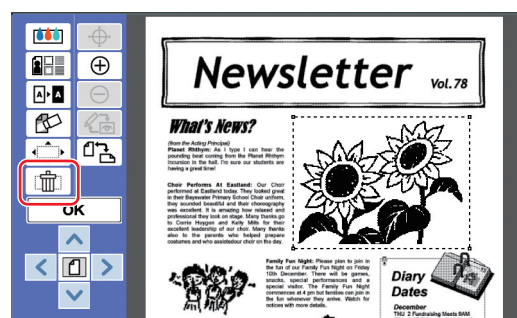 Newsletter Vol. 78
What's News?
(from the Acting Principal)
Planet Rhthym: As I type I can hear the
pounding beat coming from the Planet Rhthym
Incursion in the hall. I'm sure our students are
having a great time!
Choir Performs At Eastland: Our Choir
performed at Eastland today. They looked great
in their Bayswater Primary School Choir uniform,
they sounded beautiful and their choreography
was excellent. It is amazing how relaxed and
professional they look on stage. Many thanks go
to Corrie Huygen and Kelly Mills for their
excellent leadership of our choir. Many thanks
also to the parents who helped prepare
costumes and who assistedour choir on the day.
Family Fun Night: Please plan to join in
the fun of our Family Fun Night on Friday
10th December. There will be games,
snacks, special performances and a
special visitor. The Family Fun Night
commences at 4 pm but families can join in
the fun whenever they arrive. Watch for
notices with more details.
Diary
Dates
December
THU 2 Fundraising Meets 9AM
A A
OK